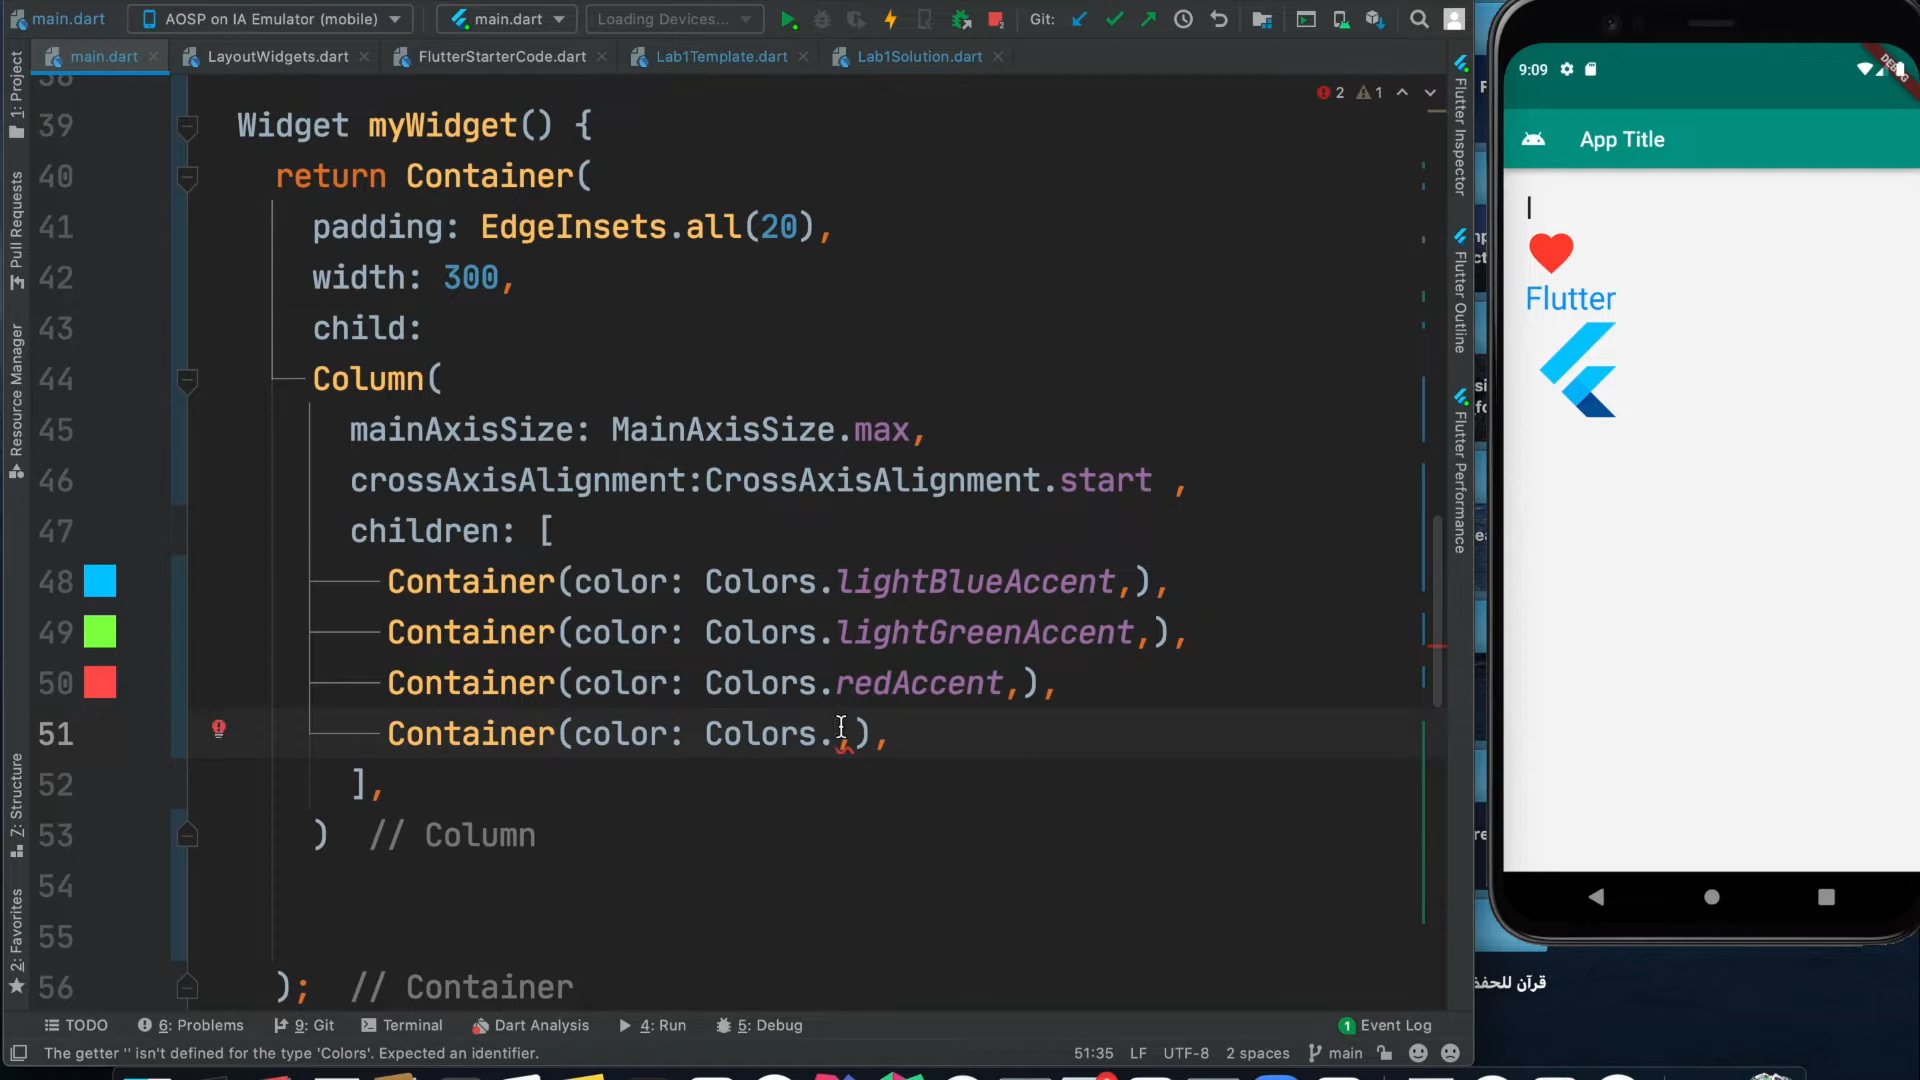 main.dart
AOSP on IA Emulator (mobile)
main.dart
Loading Devices...
Git:
main.dart
LayoutWidgets.dart
FlutterStarterCode.dart
Lab1Template.dart
Lab1Solution.dart
2
1
38
39 Widget myWidget() {
40 return Container(
41 padding: EdgeInsets.all(20),
42 width: 300,
43 child:
44 Column(
45 mainAxisSize: MainAxisSize.max,
46 crossAxisAlignment:CrossAxisAlignment.start ,
47 children: [
48 Container(color: Colors.lightBlueAccent,),
49 Container(color: Colors.lightGreenAccent,),
50 Container(color: Colors.redAccent,),
51 Container(color: Colors.,),
52 ],
53 ) // Column
54
55
56 ); // Container
1: Project
Pull Requests
Resource Manager
7: Structure
2: Favorites
Flutter Inspector
Flutter Outline
Flutter Performance
TODO
6: Problems
9: Git
Terminal
Dart Analysis
4: Run
5: Debug
1 Event Log
The getter '' isn't defined for the type 'Colors'. Expected an identifier.
51:35
LF
UTF-8
2 spaces
main
9:09
DEBUG
App Title
Flutter
قرآن للحفظ